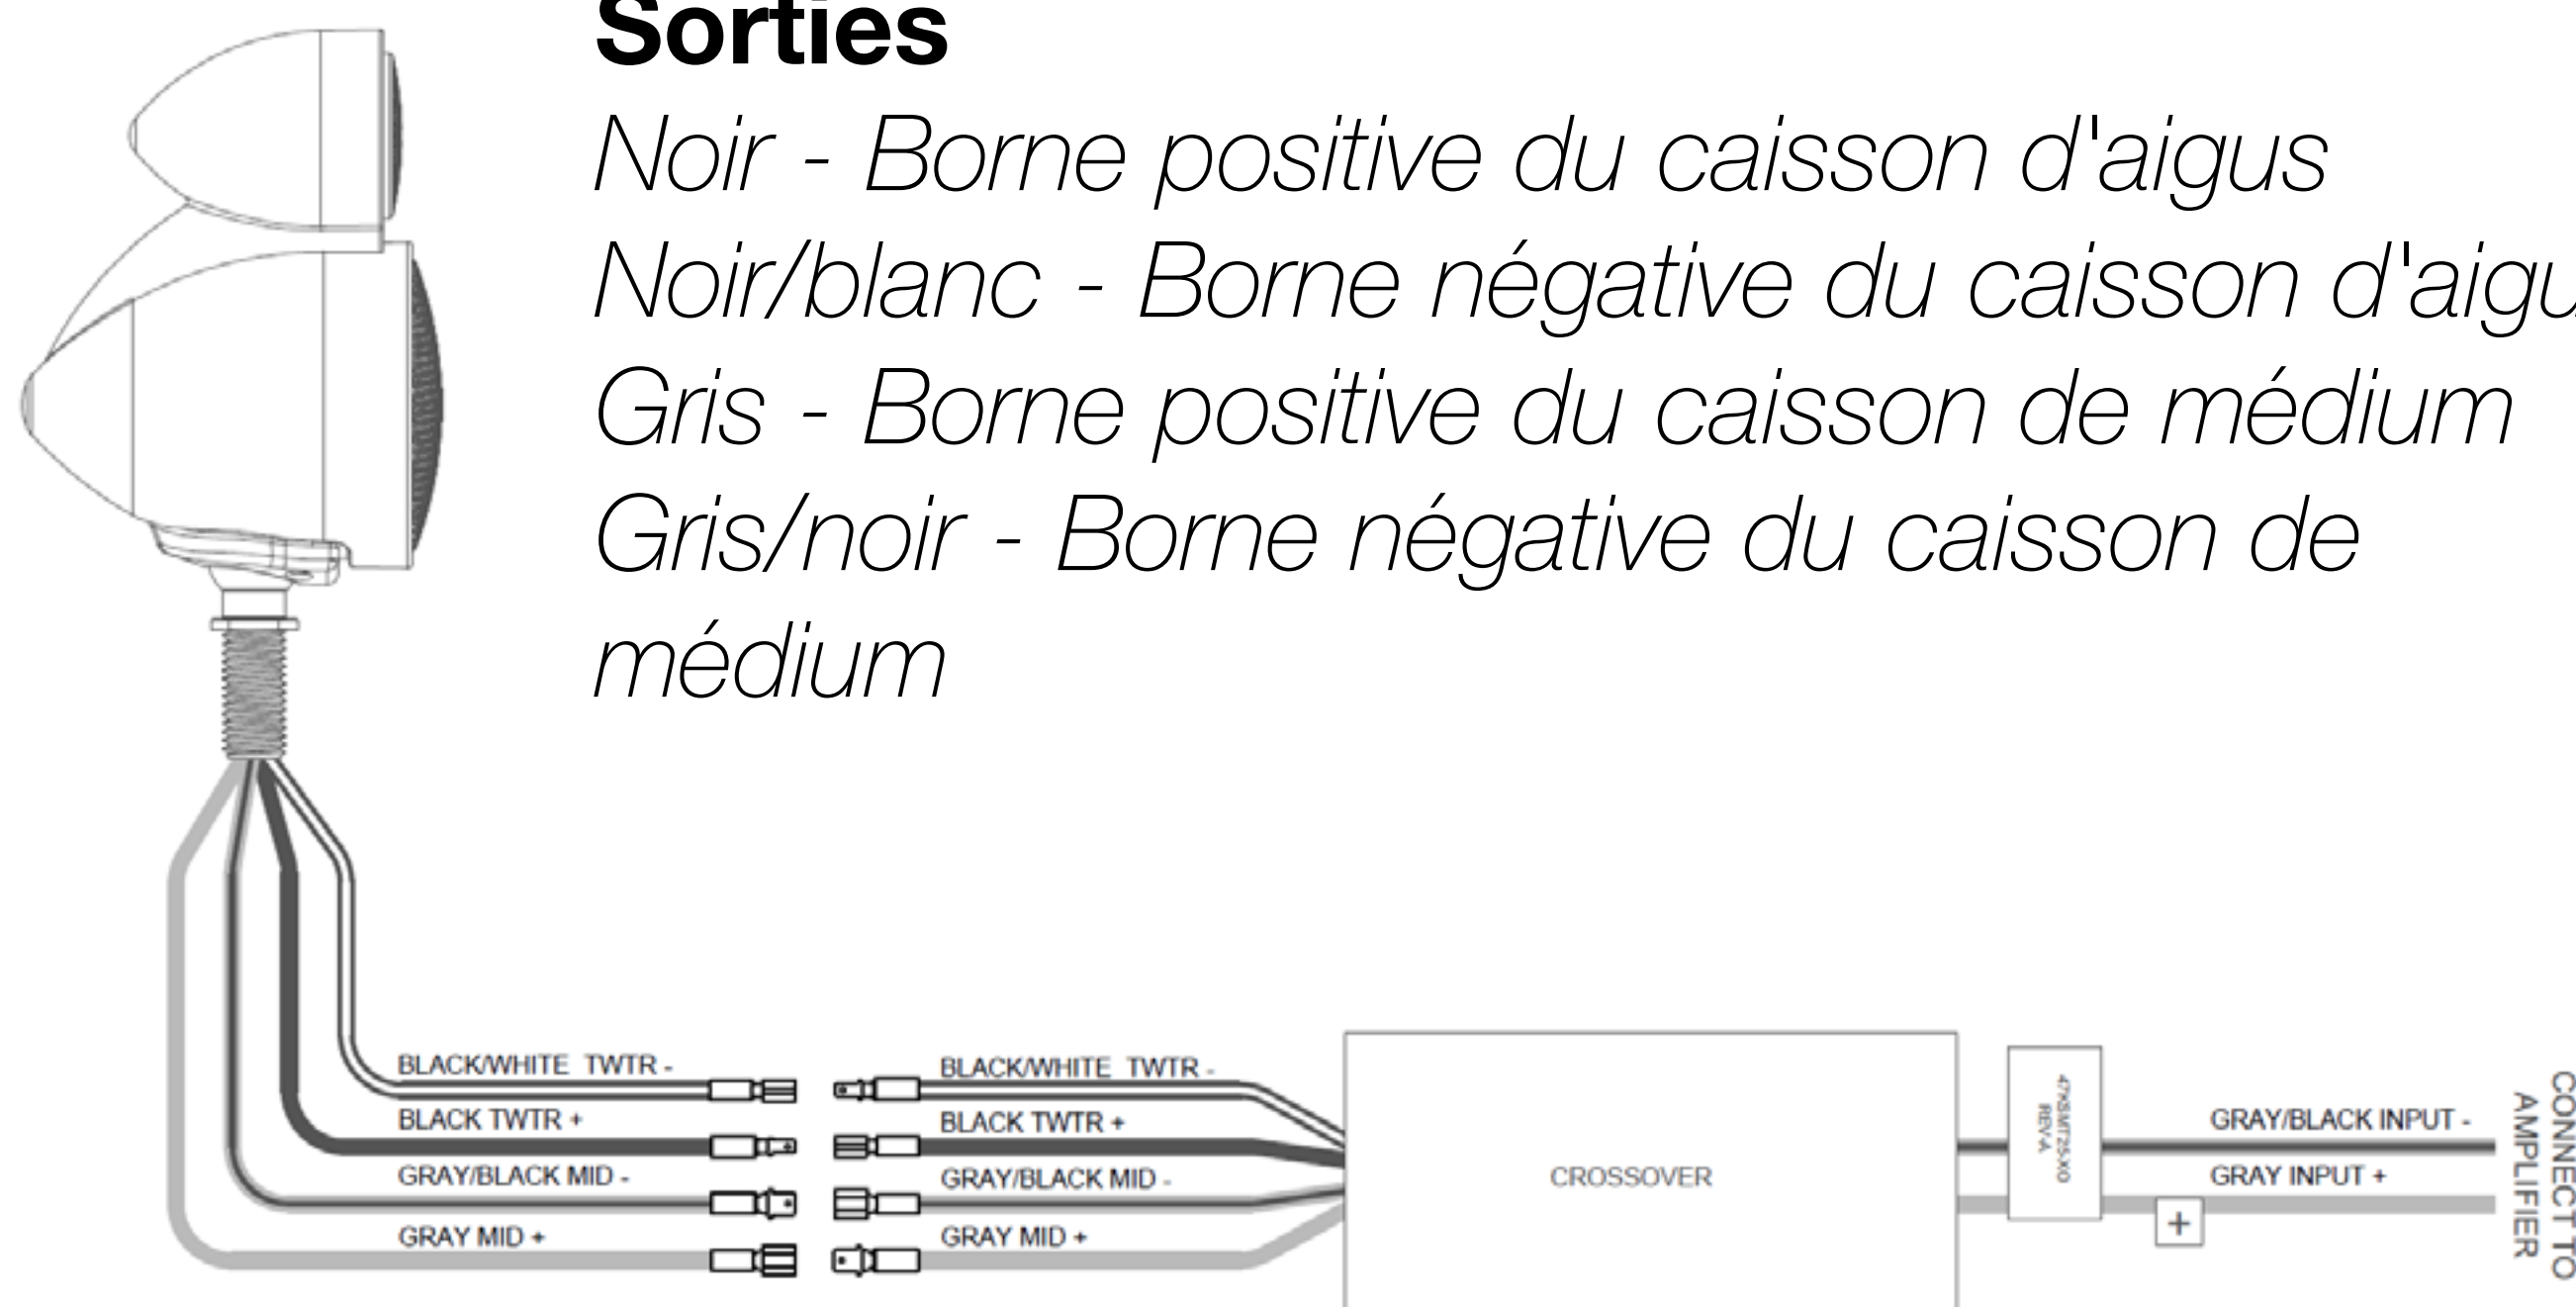 Sorties
Noir - Borne positive du caisson d'aigus
Noir/blanc - Borne négative du caisson d'aigu
Gris - Borne positive du caisson de médium
Gris/noir - Borne négative du caisson de
médium
BLACK/WHITE TWTR -
BLACK TWTR +
GRAY/BLACK MID -
GRAY MID +
BLACK/WHITE TWTR -
BLACK TWTR +
GRAY/BLACK MID -
GRAY MID +
CROSSOVER
REV-A
GRAY/BLACK INPUT -
GRAY INPUT +
+
CONNECT TO
AMPLIFIER